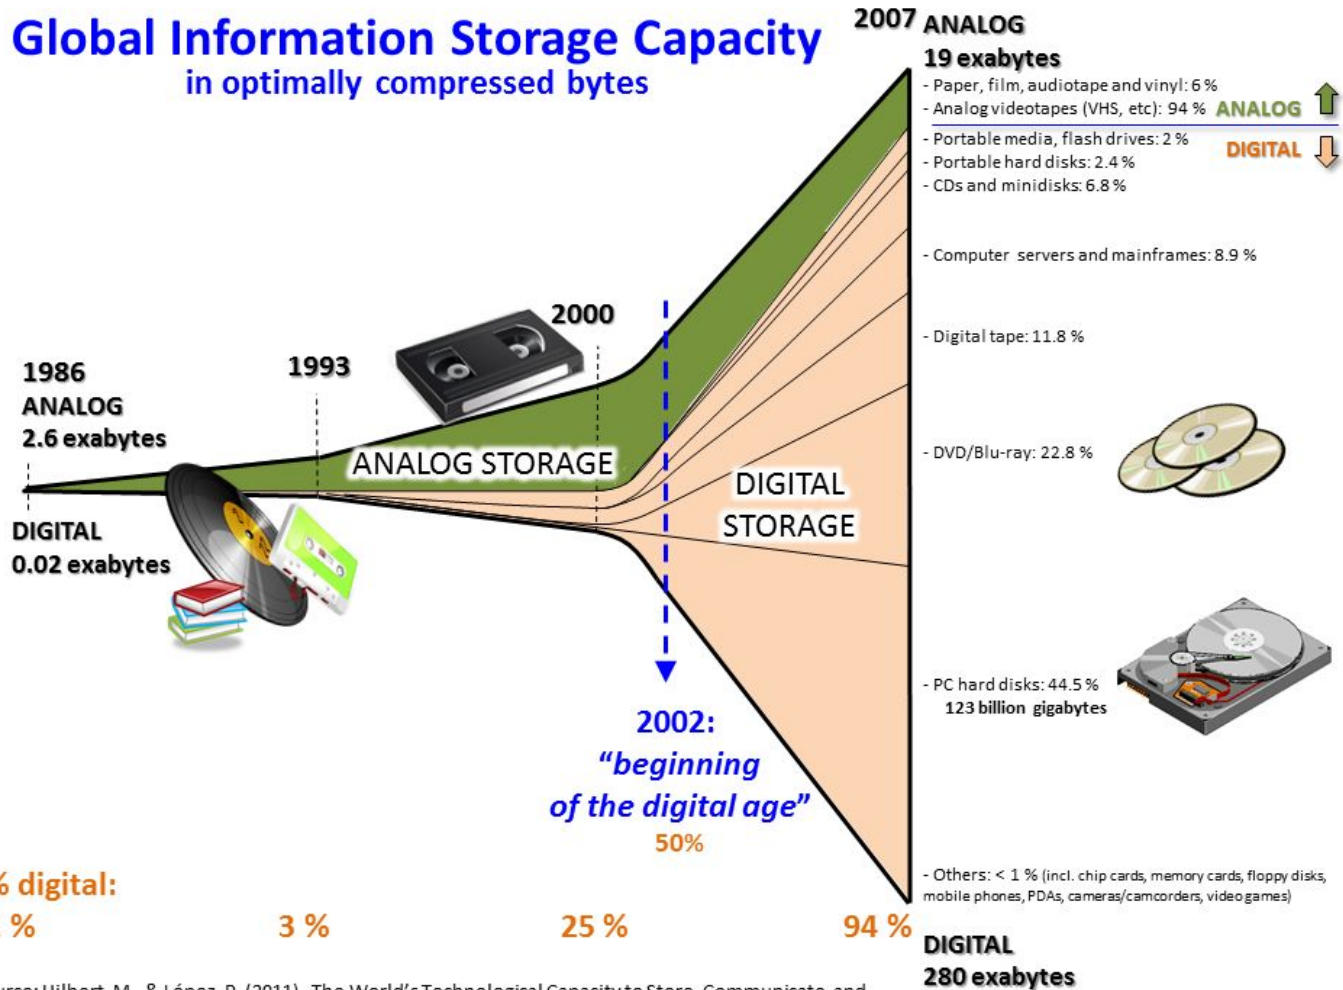 Global Information Storage Capacity
in optimally compressed bytes
2007
ANALOG
19 exabytes
- Paper, film, audiotape and vinyl: 6 %
- Analog videotapes (VHS, etc): 94 %
ANALOG
- Portable media, flash drives: 2 %
DIGITAL
- Portable hard disks: 2.4 %
- CDs and minidisks: 6.8 %
- Computer servers and mainframes: 8.9 %
- Digital tape: 11.8 %
- DVD/Blu-ray: 22.8 %
- PC hard disks: 44.5 %
123 billion gigabytes
- Others: < 1 % (incl. chip cards, memory cards, floppy disks,
mobile phones, PDAs, cameras/camcorders, video games)
DIGITAL
280 exabytes
1986
ANALOG
2.6 exabytes
DIGITAL
0.02 exabytes
1993
2000
ANALOG STORAGE
DIGITAL
STORAGE
2002:
“beginning
of the digital age”
50%
% digital:
%
3 %
25 %
94 %